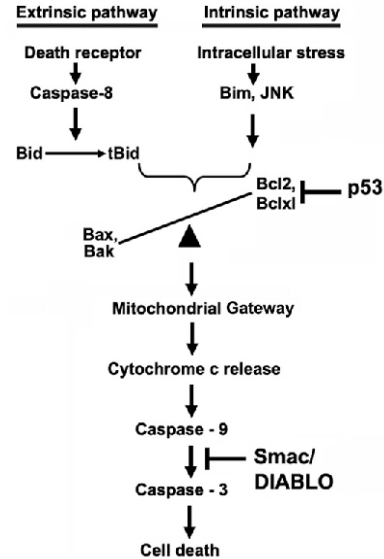 Extrinsic pathway
Intrinsic pathway
Death receptor
Intracellular stress
Caspase-8
Bim, JNK
Bid
tBid
Bcl2,
Bclxl
p53
Bax,
Bak
Mitochondrial Gateway
Cytochrome c release
Caspase - 9
Smac/
DIABLO
Caspase - 3
Cell death